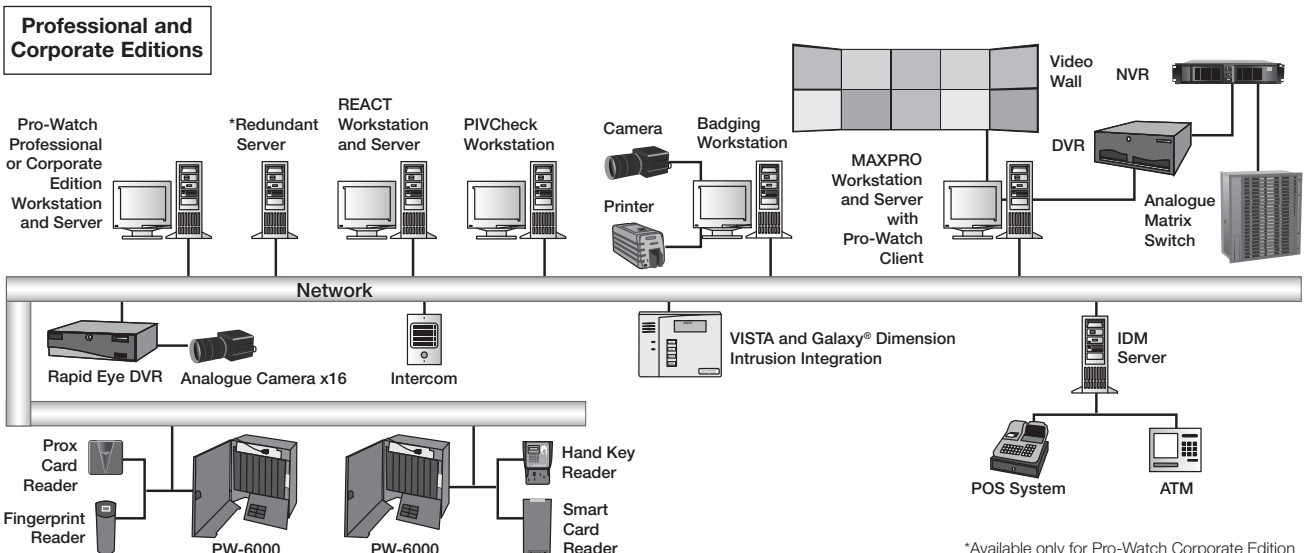 Professional and
Corporate Editions
Pro-Watch
Professional
or Corporate
Edition
Workstation
and Server
*Redundant
Server
REACT
Workstation
and Server
PIVCheck
Workstation
Camera
Printer
Badging
Workstation
MAXPRO
Workstation
and Server
with
Pro-Watch
Client
Video
Wall
NVR
DVR
Analogue
Matrix
Switch
Network
Rapid Eye DVR
Analogue Camera x16
Intercom
VISTA and Galaxy® Dimension
Intrusion Integration
IDM
Server
Prox
Card
Reader
Fingerprint
Reader
PW-6000
PW-6000
Hand Key
Reader
Smart
Card
Reader
POS System
ATM
*Available only for Pro-Watch Corporate Edition